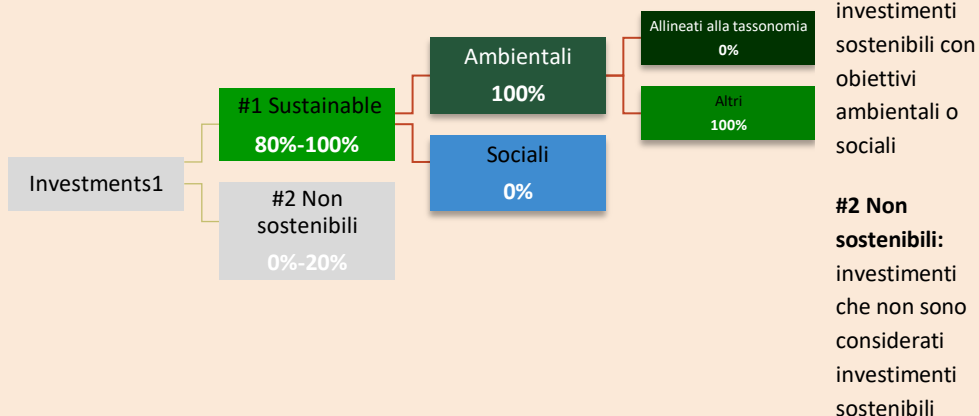 Investments1
#1 Sustainable
80%-100%
#2 Non
sostenibili
0%-20%
Ambientali
100%
Sociali
0%
Allineati alla tassonomia
0%
Altri
100%
investimenti
sostenibili con
obiettivi
ambientali o
sociali
#2 Non
sostenibili:
investimenti
che non sono
considerati
investimenti
sostenibili